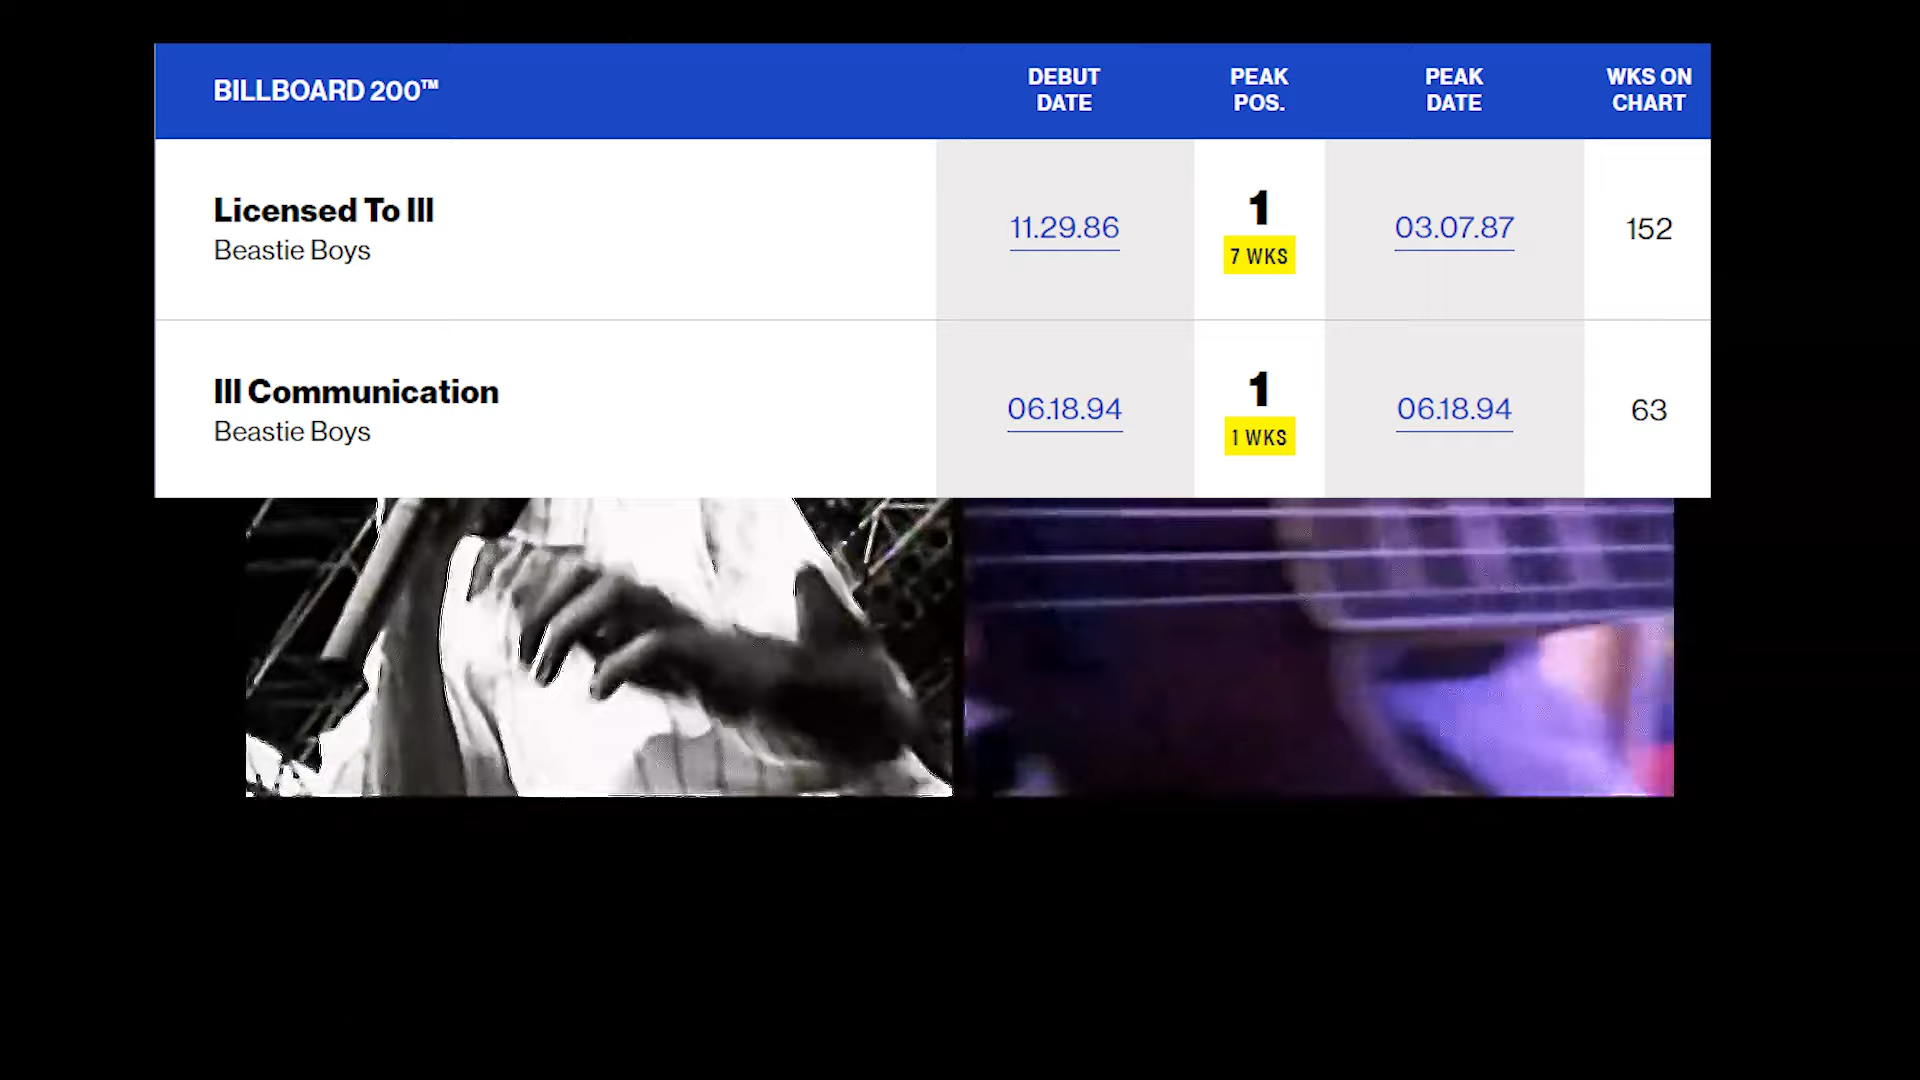 BILLBOARD 200™
DEBUT
DATE
PEAK
POS.
PEAK
DATE
WKS ON
CHART
Licensed To Ill
Beastie Boys
11.29.86
1
7 WKS
03.07.87
152
Ill Communication
Beastie Boys
06.18.94
1
1 WKS
06.18.94
63